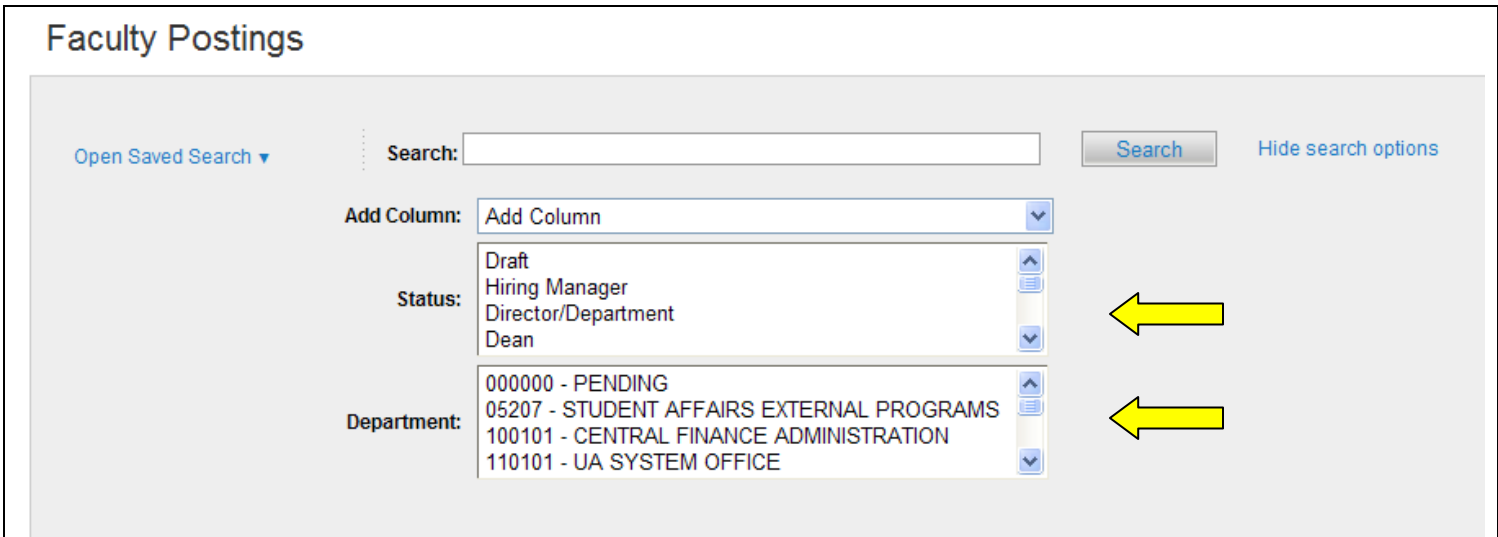 Faculty Postings
Open Saved Search ▼
Search:
Search
Hide search options
Add Column:
Add Column
Status:
Draft
Hiring Manager
Director/Department
Dean
Department:
000000 - PENDING
05207 - STUDENT AFFAIRS EXTERNAL PROGRAMS
100101 - CENTRAL FINANCE ADMINISTRATION
110101 - UA SYSTEM OFFICE